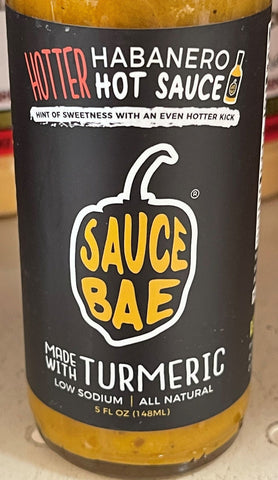 HOTTER HABANERO
HOT SAUCE
HINT OF SWEETNESS WITH AN EVEN HOTTER KICK
SAUCE
BAE
®
MADE
WITH TURMERIC
LOW SODIUM | ALL NATURAL
5 FL OZ (148ML)